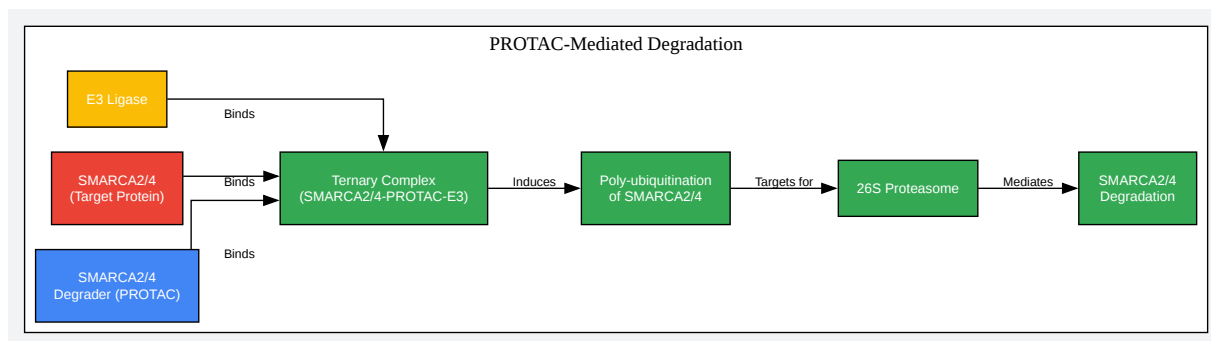 PROTAC-Mediated Degradation
E3 Ligase
Binds
SMARCA2/4
(Target Protein)
Binds
Ternary Complex
(SMARCA2/4-PROTAC-E3)
Induces
Poly-ubiquitination
of SMARCA2/4
Targets for
26S Proteasome
Mediates
SMARCA2/4
Degradation
Binds
SMARCA2/4
Degrader (PROTAC)